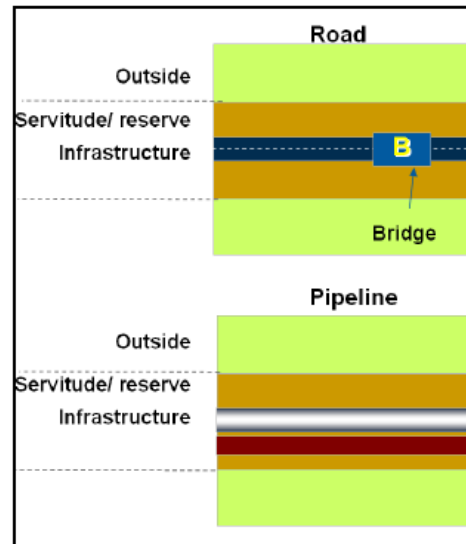 Road
Outside
Servitude/ reserve
Infrastructure
B
Bridge
Pipeline
Outside
Servitude/ reserve
Infrastructure